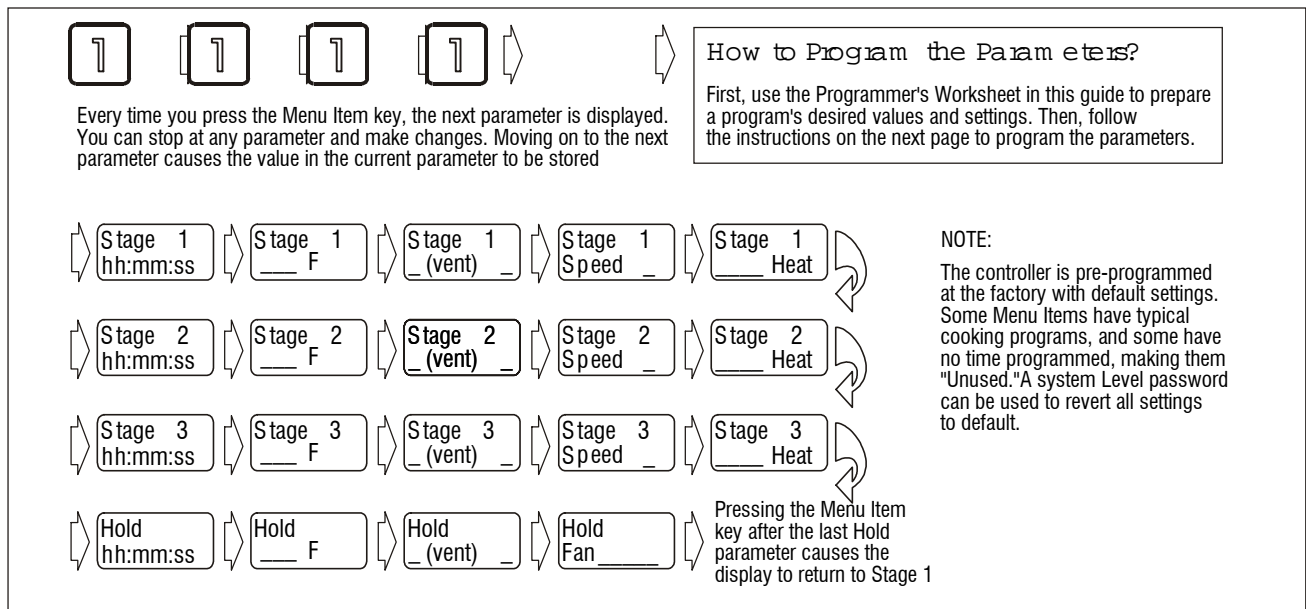 1 1 1 1
Every time you press the Menu Item key, the next parameter is displayed.
You can stop at any parameter and make changes. Moving on to the next
parameter causes the value in the current parameter to be stored
How to Program the Parameters?
First, use the Programmer's Worksheet in this guide to prepare
a program's desired values and settings. Then, follow
the instructions on the next page to program the parameters.
Stage 1
hh:mm:ss
Stage 1
___ F
Stage 1
_ (vent) _
Stage 1
Speed _
Stage 1
____ Heat
Stage 2
hh:mm:ss
Stage 2
___ F
Stage 2
_ (vent) _
Stage 2
Speed _
Stage 2
____ Heat
Stage 3
hh:mm:ss
Stage 3
___ F
Stage 3
_ (vent) _
Stage 3
Speed _
Stage 3
____ Heat
Hold
hh:mm:ss
Hold
___ F
Hold
_ (vent) _
Hold
Fan_____
Pressing the Menu Item
key after the last Hold
parameter causes the
display to return to Stage 1
NOTE:
The controller is pre-programmed
at the factory with default settings.
Some Menu Items have typical
cooking programs, and some have
no time programmed, making them
"Unused."A system Level password
can be used to revert all settings
to default.